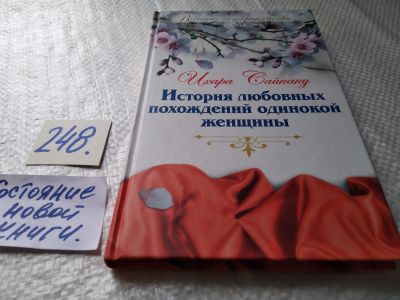 Ихара Сайкаку
История любовных
похождений одинокой
женщины
248.
состояние
новой
книги.